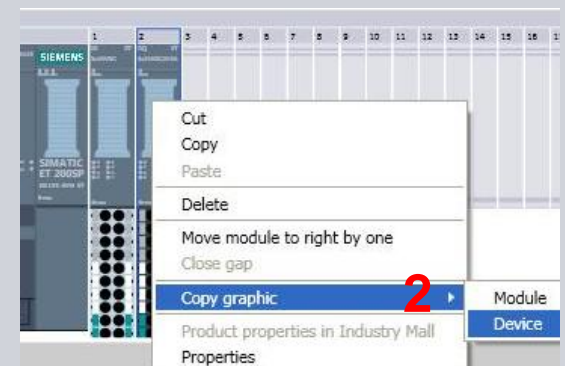 1 2 3 4 5 6 7 8 9 10 11 12 13 14 15 16
SIEMENS
SIMATIC
ET 200SP
Cut
Copy
Paste
Delete
Move module to right by one
Close gap
Copy graphic 2
Module
Device
Product properties in Industry Mall
Properties